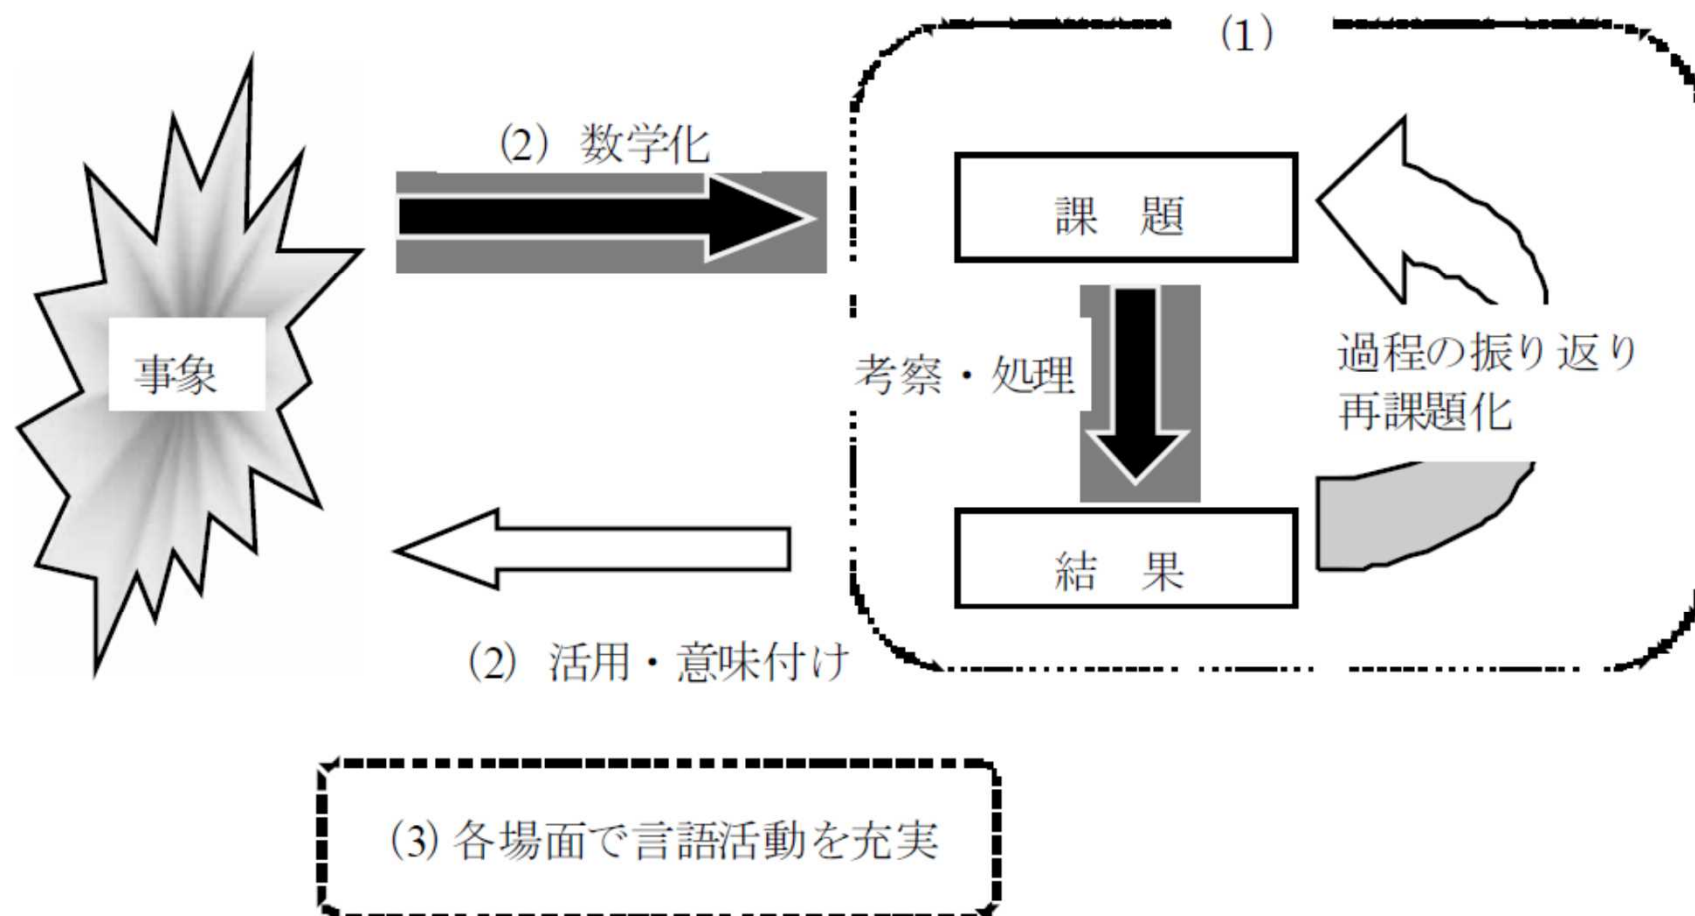 (1)
(2) 数学化
課 題
事象
考察・処理
過程の振り返り
再課題化
結 果
(2) 活用・意味付け
(3) 各場面で言語活動を充実